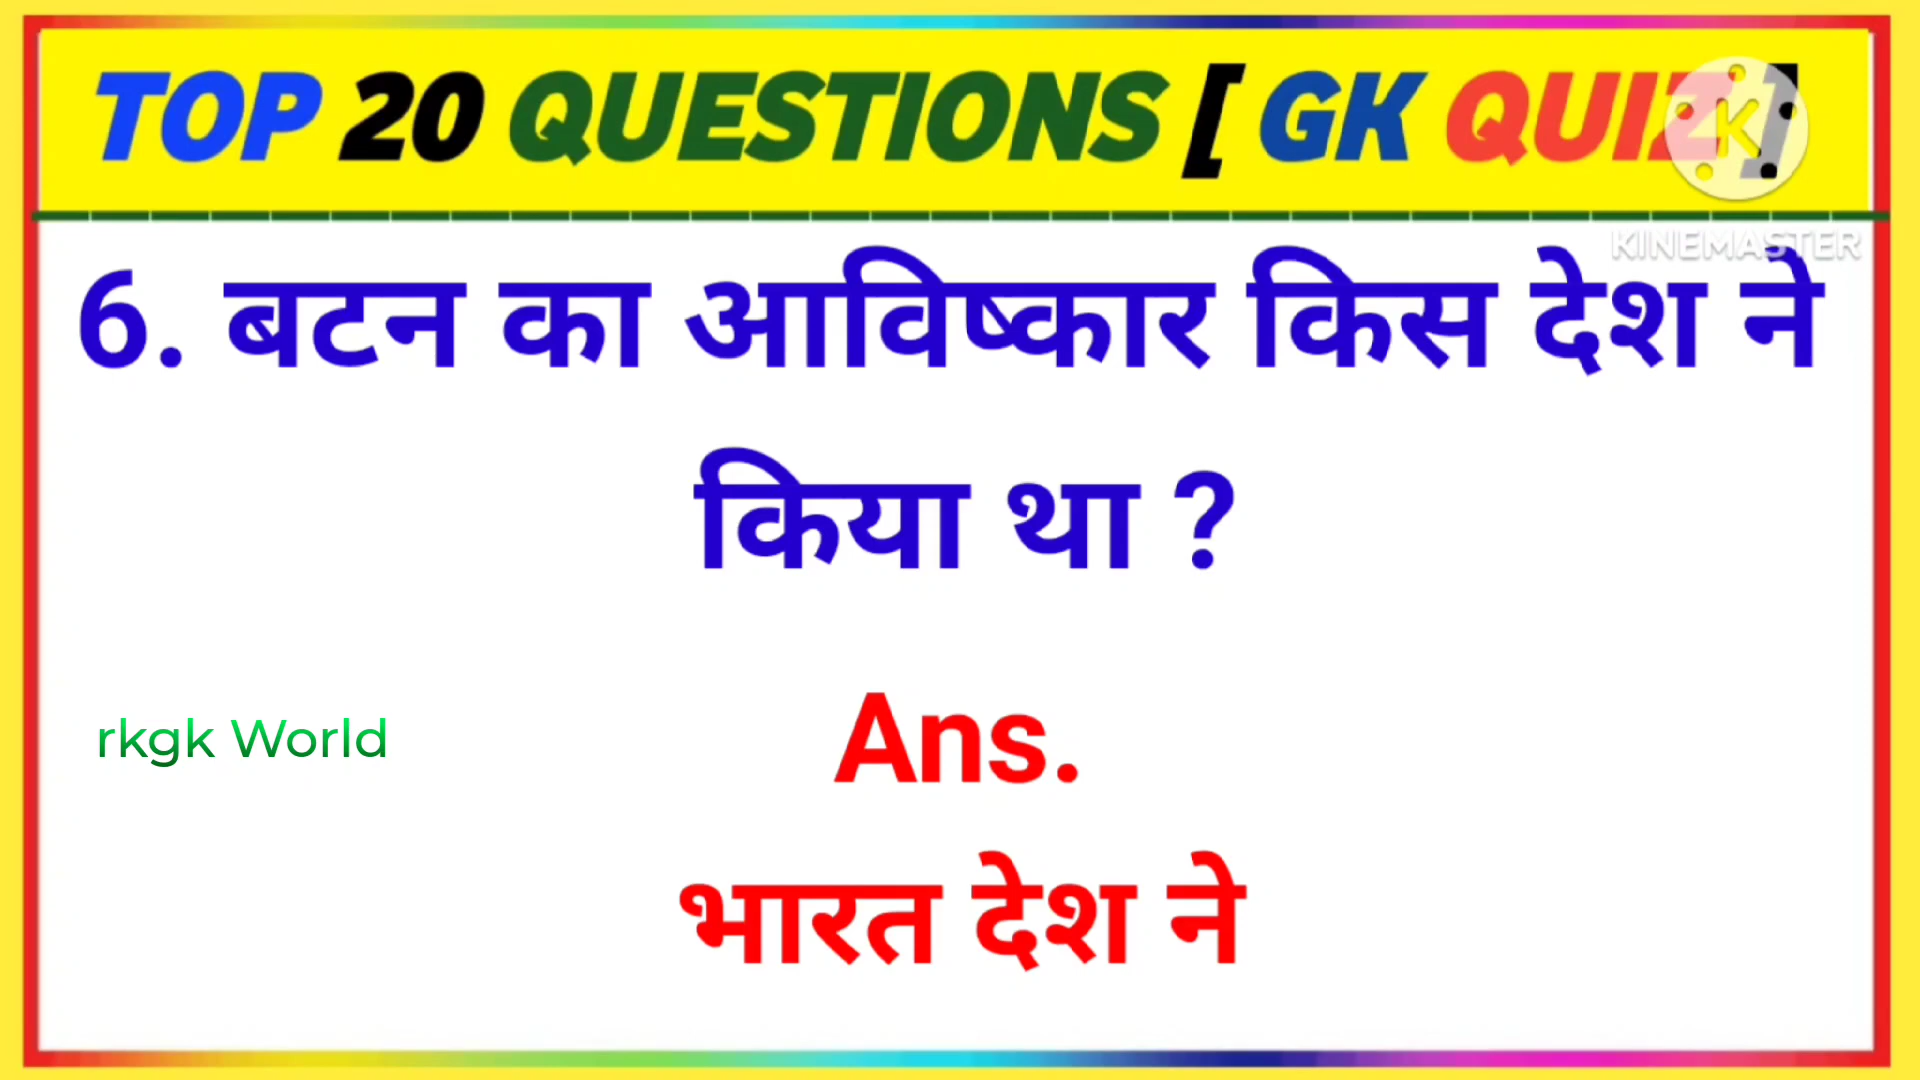 TOP 20 QUESTIONS [ GK QUIZ ]
K
KINEMASTER
6. बटन का आविष्कार किस देश ने
किया था ?
Ans.
rkgk World
भारत देश ने